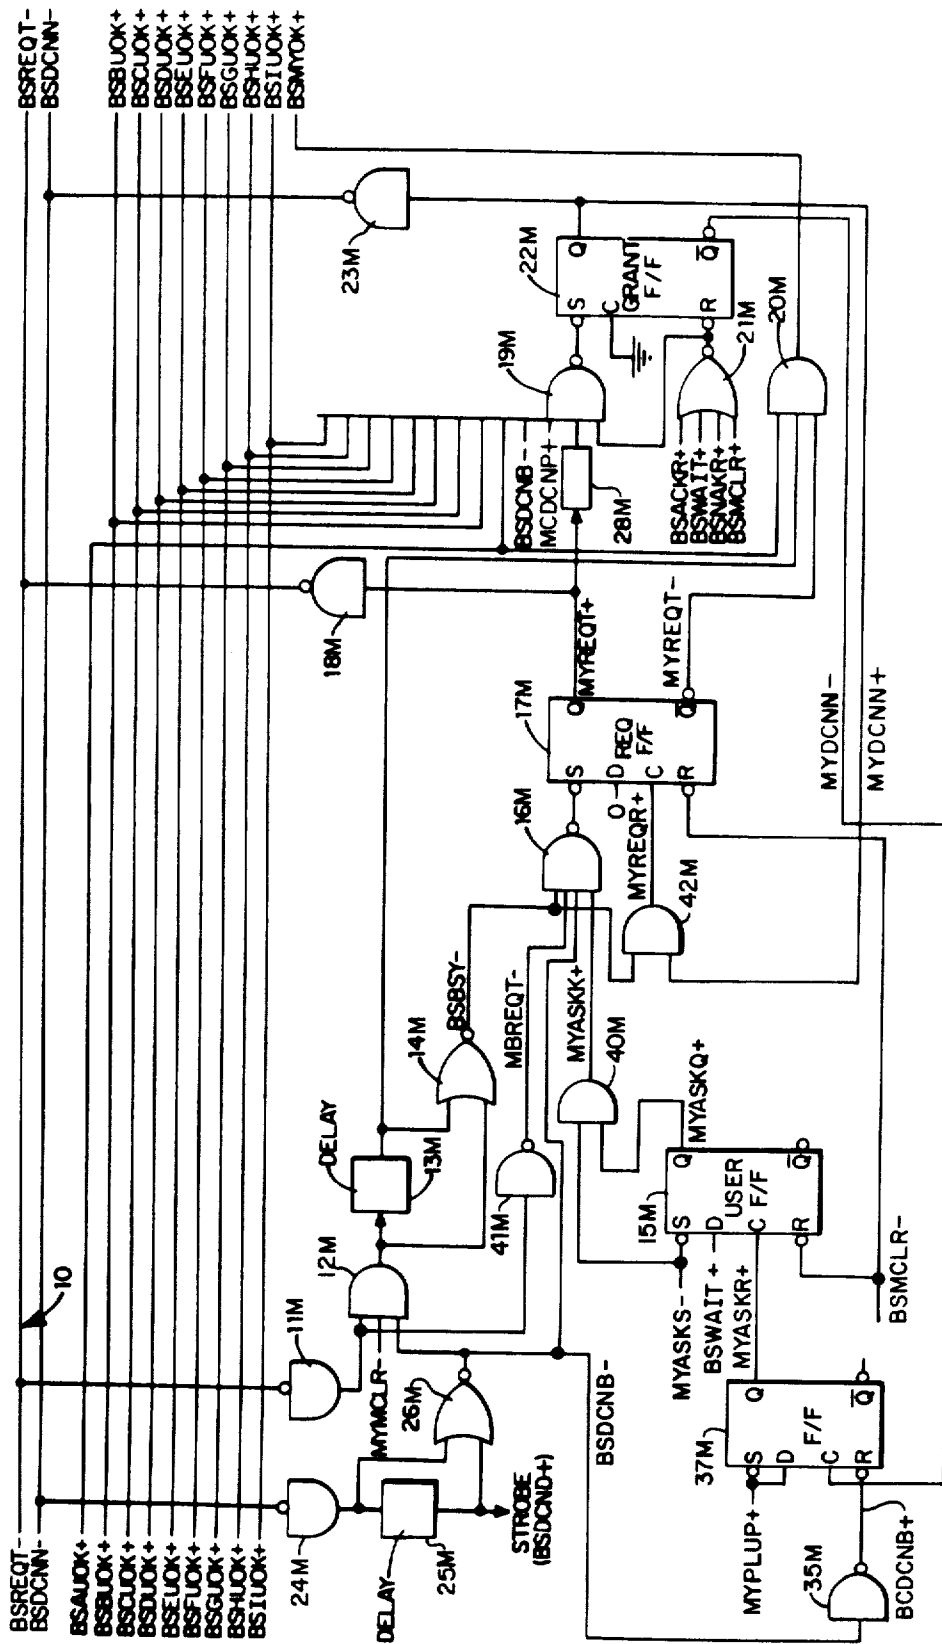 BSREQT-
BSDCNN-
BSAUOK+
BSBUOK+
BSCUOK+
BSDUOK+
BSEUOK+
BSFUOK+
BSGUOK+
BSHUOK+
BSIUOK+
10
BSREQT-
BSDCNN-
BSBUOK+
BSCUOK+
BSDUOK+
BSEUOK+
BSFUOK+
BSGUOK+
BSHUOK+
BSIUOK+
BSMYOK+
24M
11M
MYMCLR-
12M
DELAY
25M
26M
STROBE
(BSDCND+)
DELAY
13M
14M
BSBSY-
41M
MBREQT-
18M
23M
19M
BSDCNB-
MCDCNP+
28M
S
C
Q
Q
R
GRANT
F/F
22M
BSACKR+
BSWAIT+
BSNAKR+
BSMCLR+
21M
20M
16M
17M
S
D
C
R
REQ
F/F
Q
Q
O
MYREQT+
MYREQT-
MYREQR+
42M
MYASKK+
40M
MYASKQ+
BSDCNB-
MYASKS-
BSWAIT+
MYASKR+
15M
S
D
C
R
USER
F/F
Q
Q
MYDCNN-
MYDCNN+
BSMCLR-
37M
MYPLUP+
S
D
C
R
F/F
Q
Q
35M
BCDCNB+